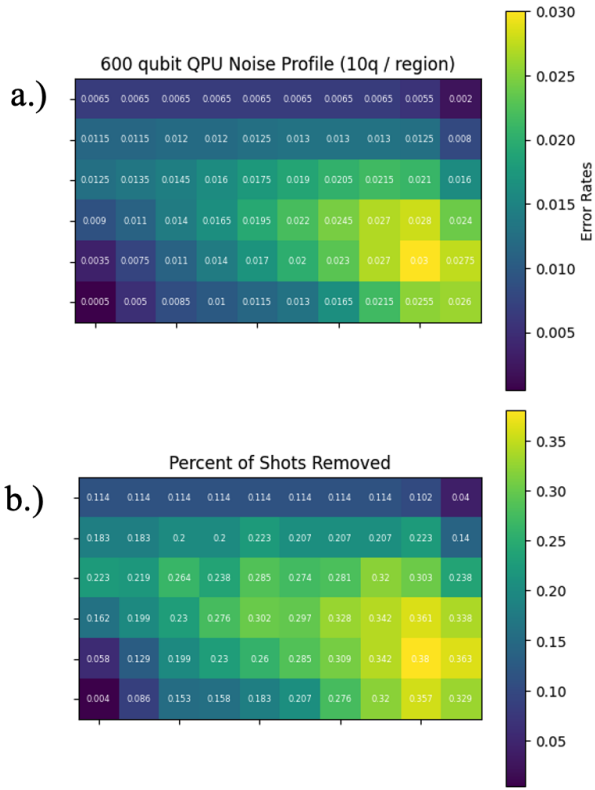 600 qubit QPU Noise Profile (10q / region)
a.)
0.0065 0.0065 0.0065 0.0065 0.0065 0.0065 0.0065 0.0065 0.0055 0.002
0.0115 0.0115 0.012 0.012 0.0125 0.013 0.013 0.013 0.0125 0.008
0.0125 0.0135 0.0145 0.016 0.0175 0.019 0.0205 0.0215 0.021 0.016
0.009 0.011 0.014 0.0165 0.0195 0.022 0.0245 0.027 0.028 0.024
0.0035 0.0075 0.011 0.014 0.017 0.02 0.023 0.027 0.03 0.0275
0.0005 0.005 0.0085 0.01 0.0115 0.013 0.0165 0.0215 0.0255 0.026
0.030
0.025
0.020
0.015
0.010
0.005
Error Rates
Percent of Shots Removed
b.)
0.114 0.114 0.114 0.114 0.114 0.114 0.114 0.114 0.102 0.04
0.183 0.183 0.2 0.2 0.223 0.207 0.207 0.207 0.223 0.14
0.223 0.219 0.264 0.238 0.285 0.274 0.281 0.32 0.303 0.238
0.162 0.199 0.23 0.276 0.302 0.297 0.328 0.342 0.361 0.338
0.058 0.129 0.199 0.23 0.26 0.285 0.309 0.342 0.38 0.363
0.004 0.086 0.153 0.158 0.183 0.207 0.276 0.32 0.357 0.329
0.35
0.30
0.25
0.20
0.15
0.10
0.05